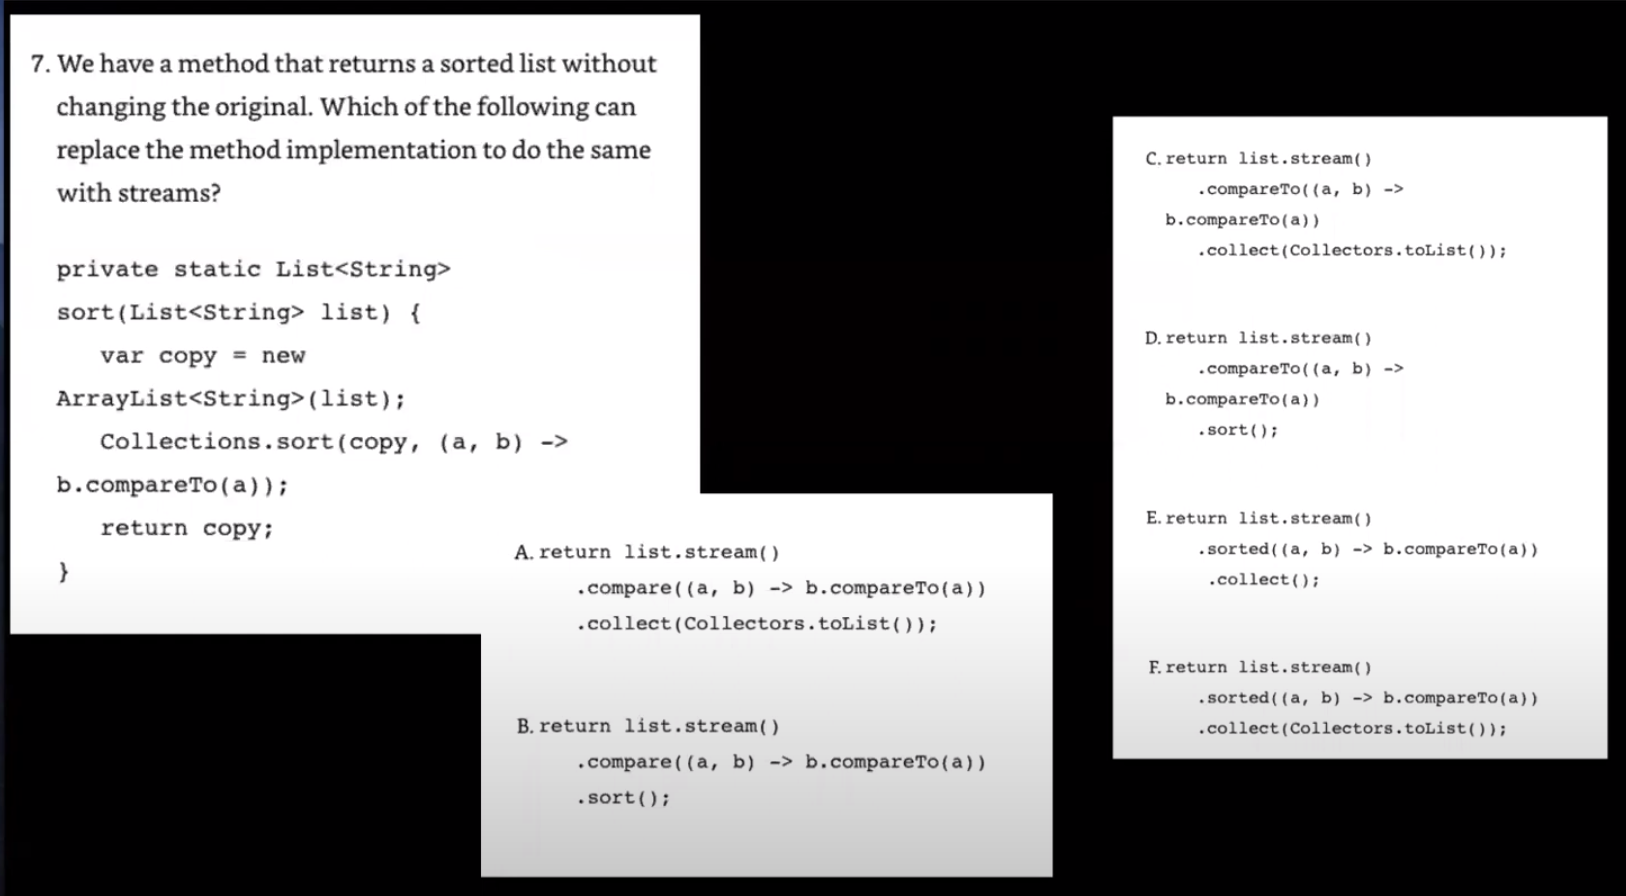 7. We have a method that returns a sorted list without
changing the original. Which of the following can
replace the method implementation to do the same
with streams?
private static List<String>
sort(List<String> list) {
var copy = new
ArrayList<String>(list);
Collections.sort(copy, (a, b) ->
b.compareTo(a));
return copy;
}
A. return list.stream()
.compare((a, b) -> b.compareTo(a))
.collect(Collectors.toList());
B. return list.stream()
.compare((a, b) -> b.compareTo(a))
.sort();
C. return list.stream()
.compareTo((a, b) ->
b.compareTo(a))
.collect(Collectors.toList());
D. return list.stream()
.compareTo((a, b) ->
b.compareTo(a))
.sort();
E. return list.stream()
.sorted((a, b) -> b.compareTo(a))
.collect();
F. return list.stream()
.sorted((a, b) -> b.compareTo(a))
.collect(Collectors.toList());